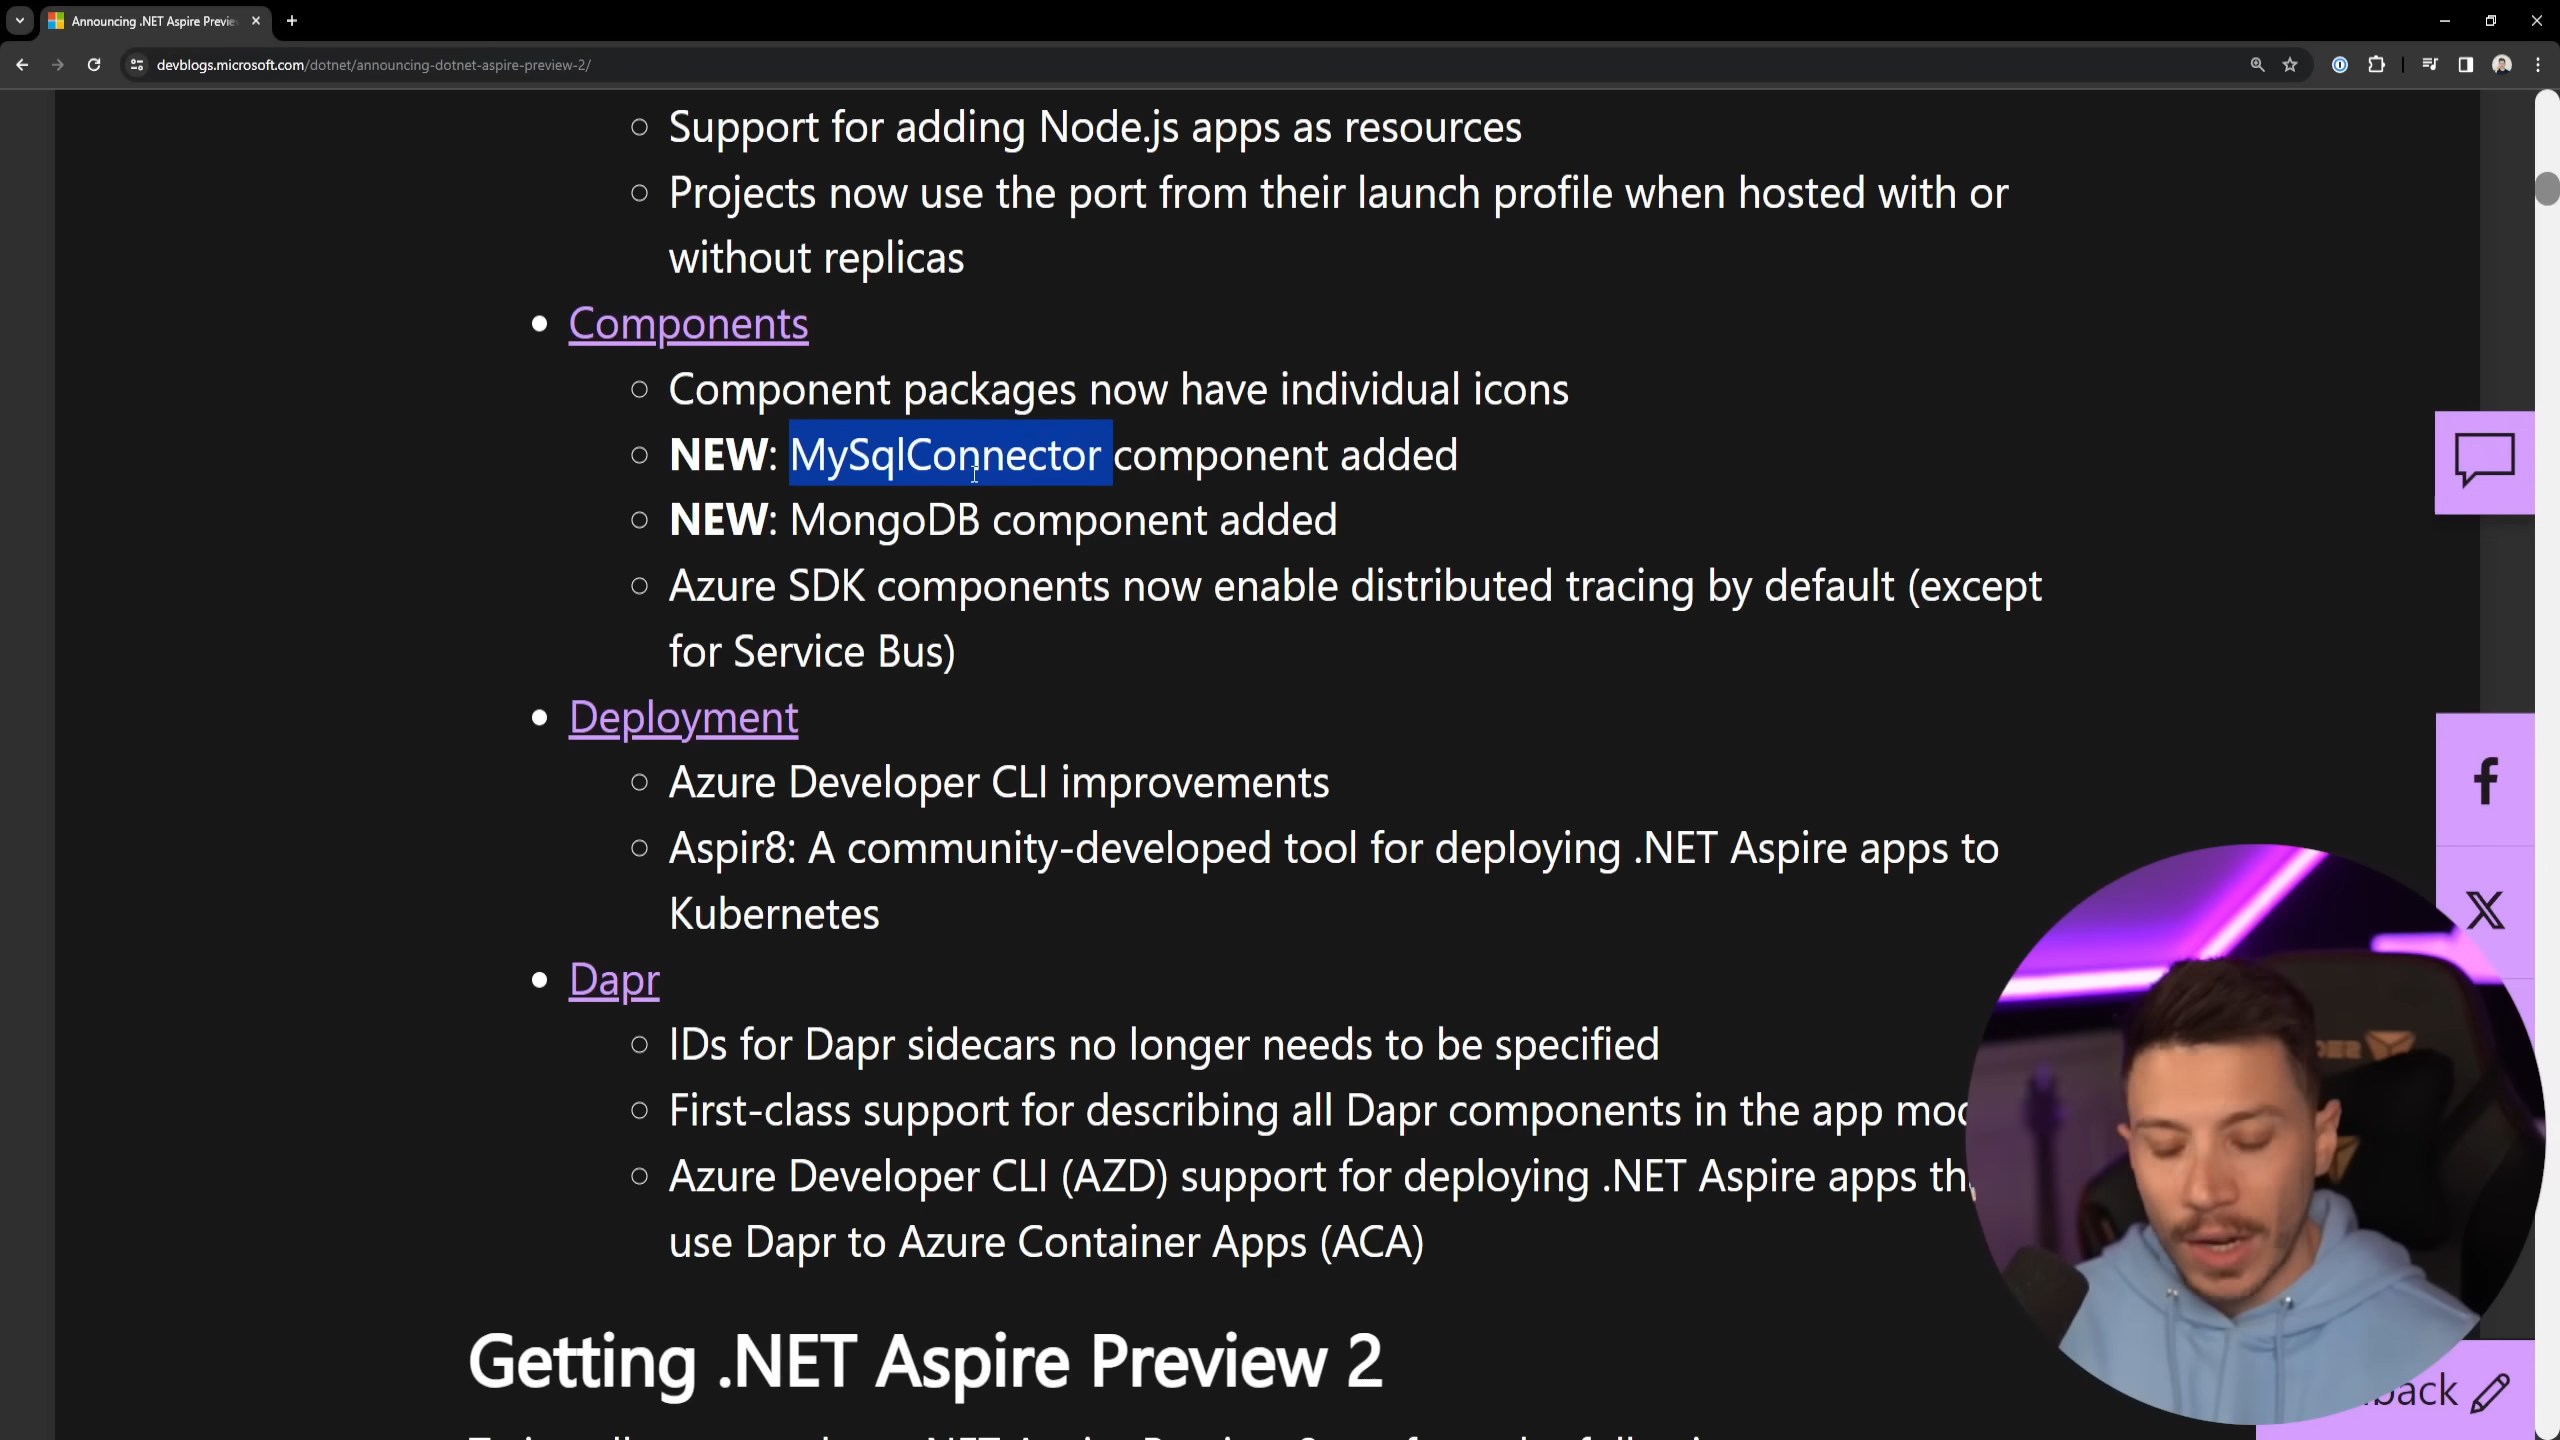 Announcing .NET Aspire Previe
devblogs.microsoft.com/dotnet/announcing-dotnet-aspire-preview-2/
Support for adding Node.js apps as resources
Projects now use the port from their launch profile when hosted with or
without replicas
Components
Component packages now have individual icons
NEW: MySqlConnector component added
NEW: MongoDB component added
Azure SDK components now enable distributed tracing by default (except
for Service Bus)
Deployment
Azure Developer CLI improvements
Aspir8: A community-developed tool for deploying .NET Aspire apps to
Kubernetes
Dapr
IDs for Dapr sidecars no longer needs to be specified
First-class support for describing all Dapr components in the app mod
Azure Developer CLI (AZD) support for deploying .NET Aspire apps th
use Dapr to Azure Container Apps (ACA)
Getting .NET Aspire Preview 2
back